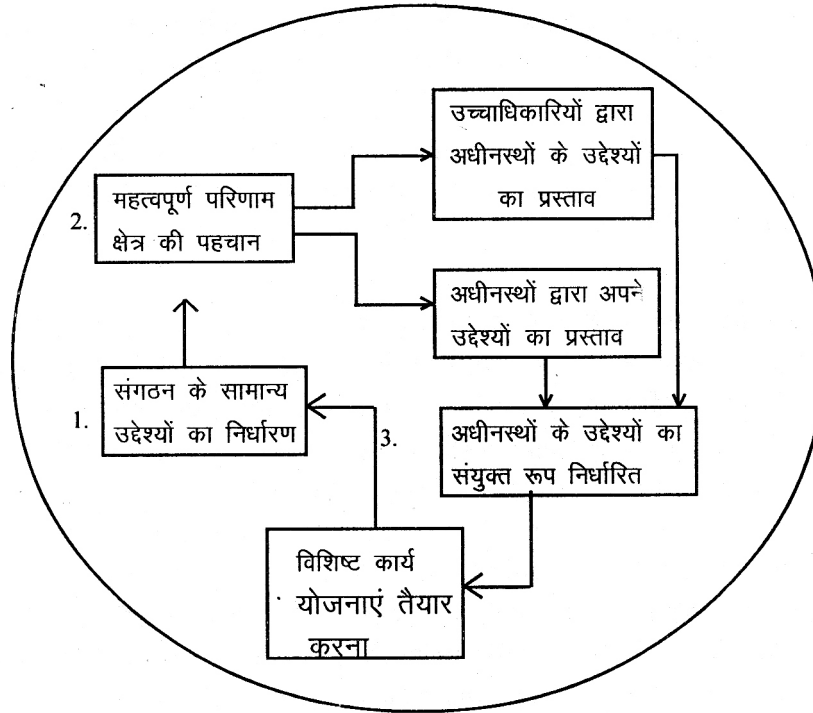 उच्चाधिकारियों द्वारा
अधीनस्थों के उद्देश्यों
का प्रस्ताव
2.
महत्वपूर्ण परिणाम
क्षेत्र की पहचान
अधीनस्थों द्वारा अपने
उद्देश्यों का प्रस्ताव
1.
संगठन के सामान्य
उद्देश्यों का निर्धारण
3.
अधीनस्थों के उद्देश्यों का
संयुक्त रूप निर्धारित
विशिष्ट कार्य
योजनाएं तैयार
करना